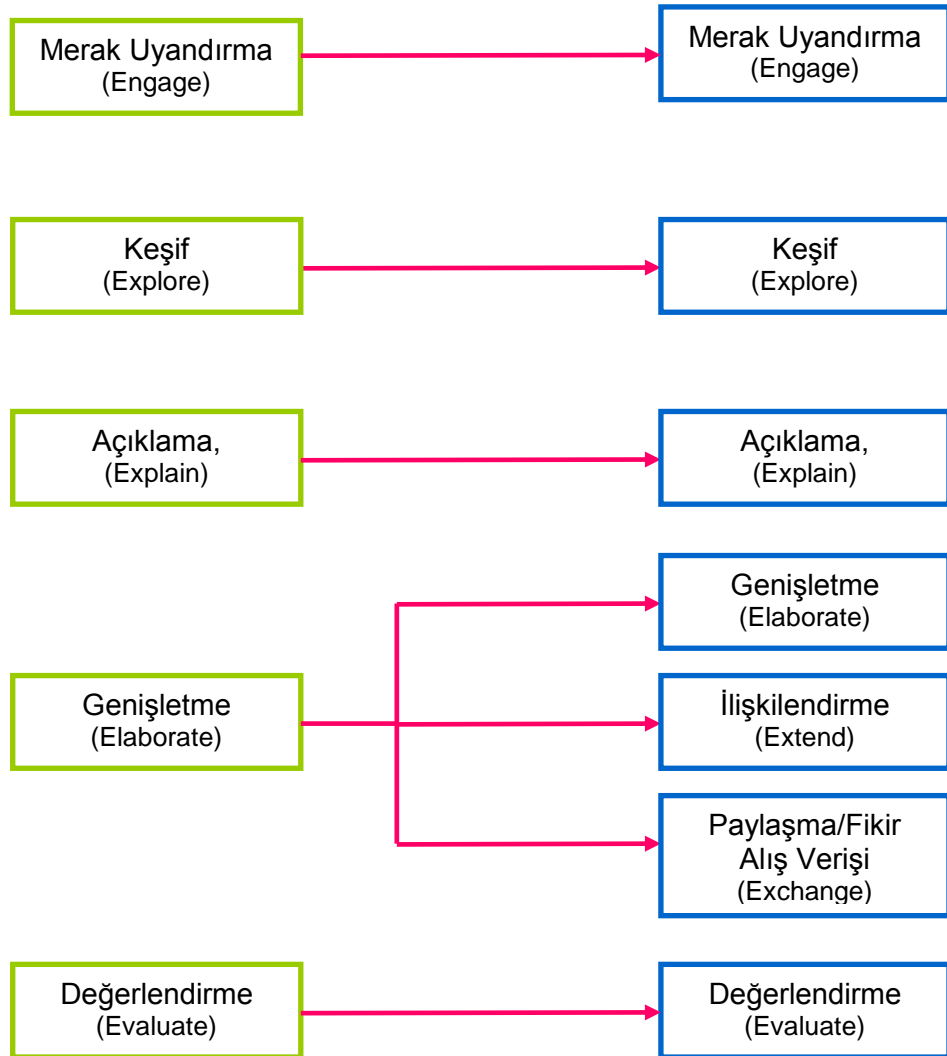 Merak Uyandırma
(Engage)
Merak Uyandırma
(Engage)
Keşif
(Explore)
Keşif
(Explore)
Açıklama,
(Explain)
Açıklama,
(Explain)
Genişletme
(Elaborate)
Genişletme
(Elaborate)
İlişkilendirme
(Extend)
Paylaşma/Fikir
Alış Verişi
(Exchange)
Değerlendirme
(Evaluate)
Değerlendirme
(Evaluate)